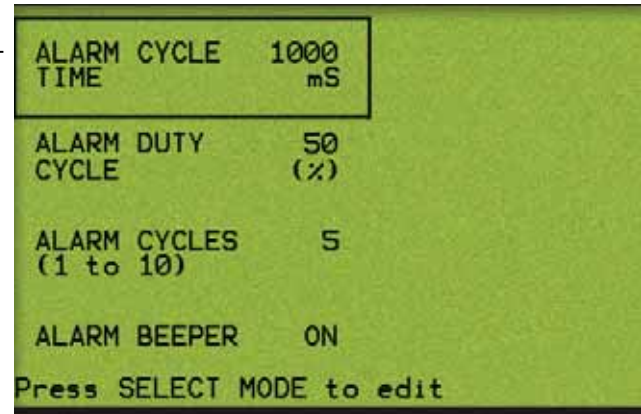 ALARM CYCLE 1000
TIME mS
ALARM DUTY 50
CYCLE (%)
ALARM CYCLES 5
(1 to 10)
ALARM BEEPER ON
Press SELECT MODE to edit